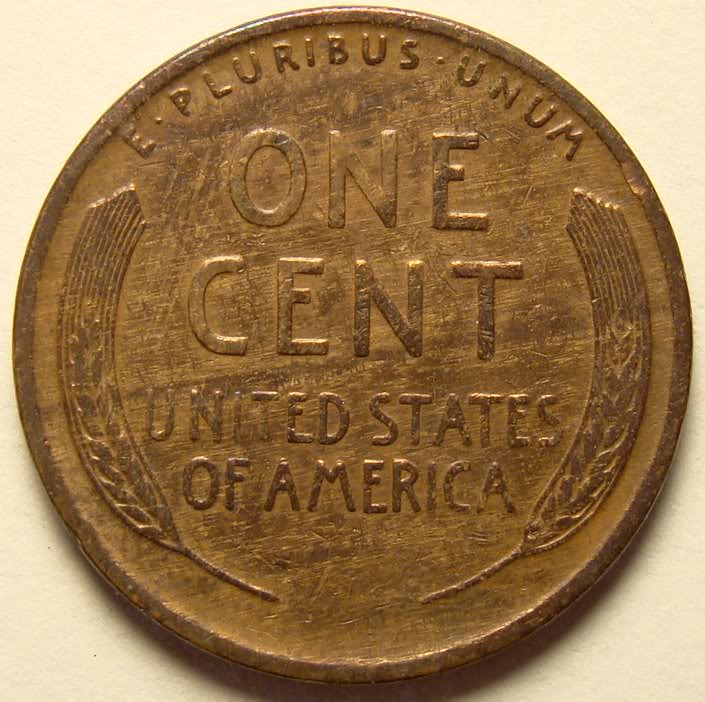 E · PLURIBUS · UNUM
ONE
CENT
UNITED STATES
OF AMERICA